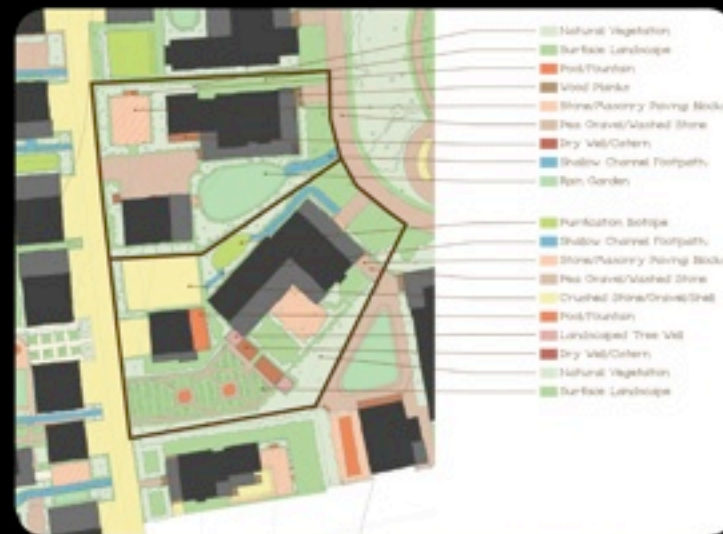 Natural Vegetation
Surface Landscape
Pool/Fountain
Wood Planks
Stone/Masonry Paving Blocks
Pea Gravel/Washed Stone
Dry Well/Cistern
Shallow Channel Footpath
Rain Garden
Purification Biotope
Shallow Channel Footpath
Stone/Masonry Paving Blocks
Pea Gravel/Washed Stone
Crushed Stone/Gravel/Shell
Pool/Fountain
Landscaped Tree Well
Dry Well/Cistern
Natural Vegetation
Surface Landscape